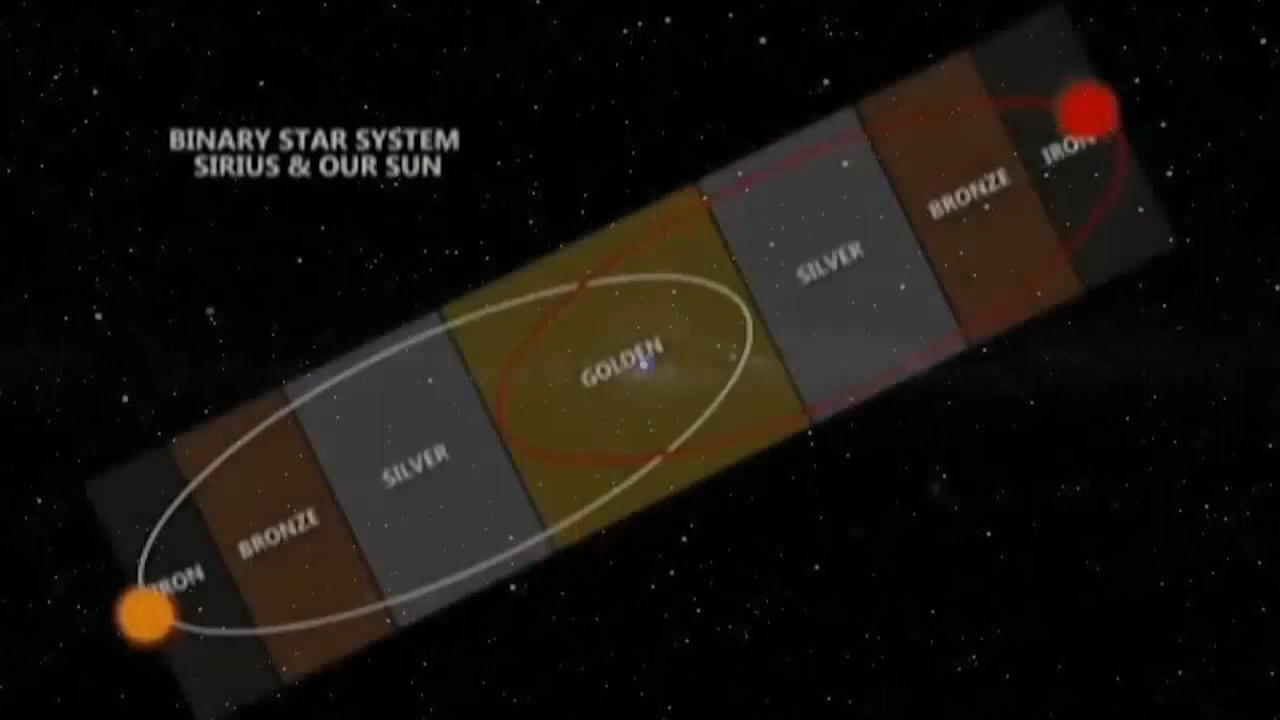 BINARY STAR SYSTEM
SIRIUS & OUR SUN
IRON
BRONZE
SILVER
GOLDEN
SILVER
BRONZE
IRON